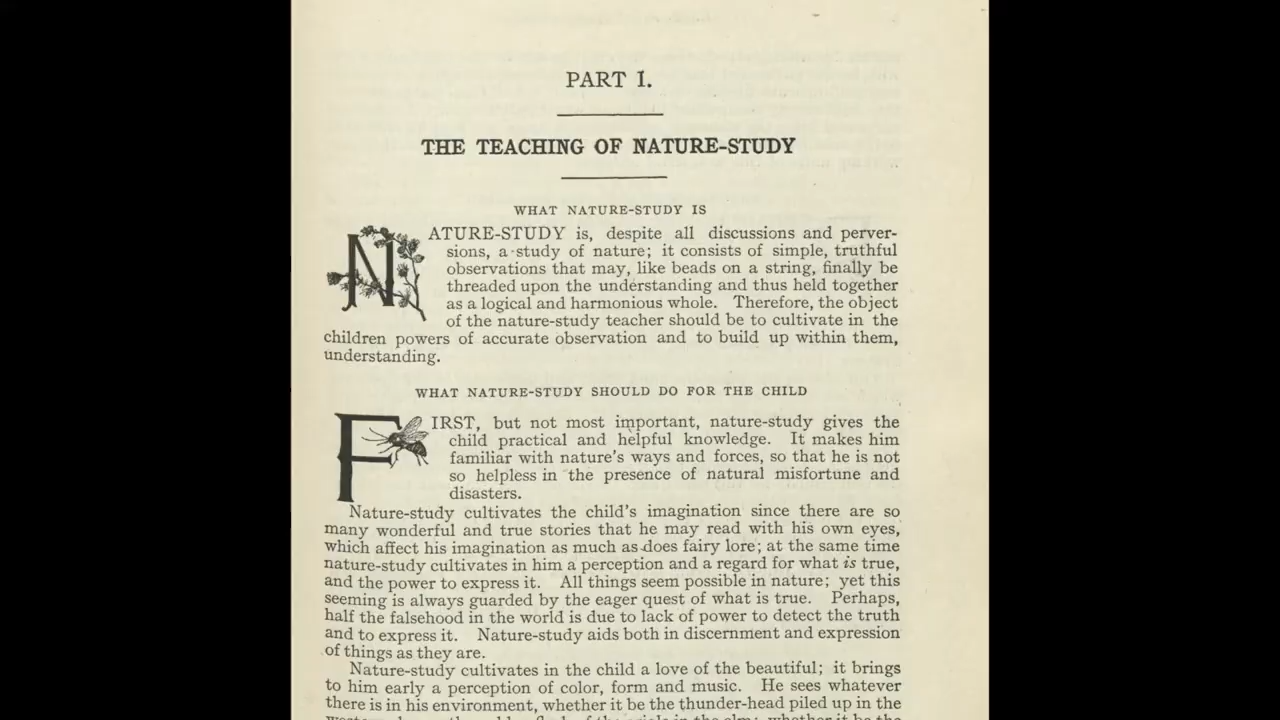 PART I.
THE TEACHING OF NATURE-STUDY
WHAT NATURE-STUDY IS
NATURE-STUDY is, despite all discussions and perver-
sions, a study of nature; it consists of simple, truthful
observations that may, like beads on a string, finally be
threaded upon the understanding and thus held together
as a logical and harmonious whole. Therefore, the object
of the nature-study teacher should be to cultivate in the
children powers of accurate observation and to build up within them,
understanding.
WHAT NATURE-STUDY SHOULD DO FOR THE CHILD
FIRST, but not most important, nature-study gives the
child practical and helpful knowledge. It makes him
familiar with nature's ways and forces, so that he is not
so helpless in the presence of natural misfortune and
disasters.
Nature-study cultivates the child's imagination since there are so
many wonderful and true stories that he may read with his own eyes,
which affect his imagination as much as does fairy lore; at the same time
nature-study cultivates in him a perception and a regard for what is true,
and the power to express it. All things seem possible in nature; yet this
seeming is always guarded by the eager quest of what is true. Perhaps,
half the falsehood in the world is due to lack of power to detect the truth
and to express it. Nature-study aids both in discernment and expression
of things as they are.
Nature-study cultivates in the child a love of the beautiful; it brings
to him early a perception of color, form and music. He sees whatever
there is in his environment, whether it be the thunder-head piled up in the